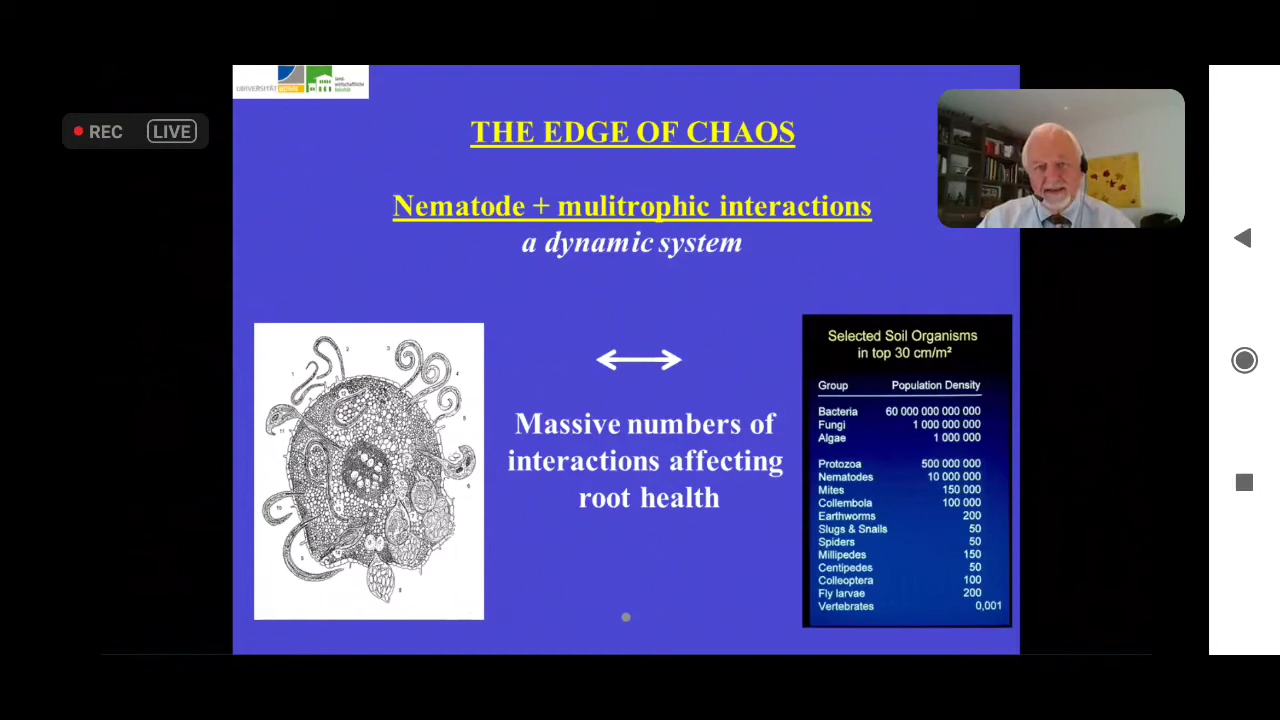 UNIVERSITÄT
land-
wirtschaftliche
fakultät
REC LIVE
THE EDGE OF CHAOS
Nematode + mulitrophic interactions
a dynamic system
Massive numbers of
interactions affecting
root health
Selected Soil Organisms
in top 30 cm/m²
Group Population Density
Bacteria 60 000 000 000 000
Fungi 1 000 000 000
Algae 1 000 000
Protozoa 500 000 000
Nematodes 10 000 000
Mites 150 000
Collembola 100 000
Earthworms 200
Slugs & Snails 50
Spiders 50
Millipedes 150
Centipedes 50
Colleoptera 100
Fly larvae 200
Vertebrates 0,001